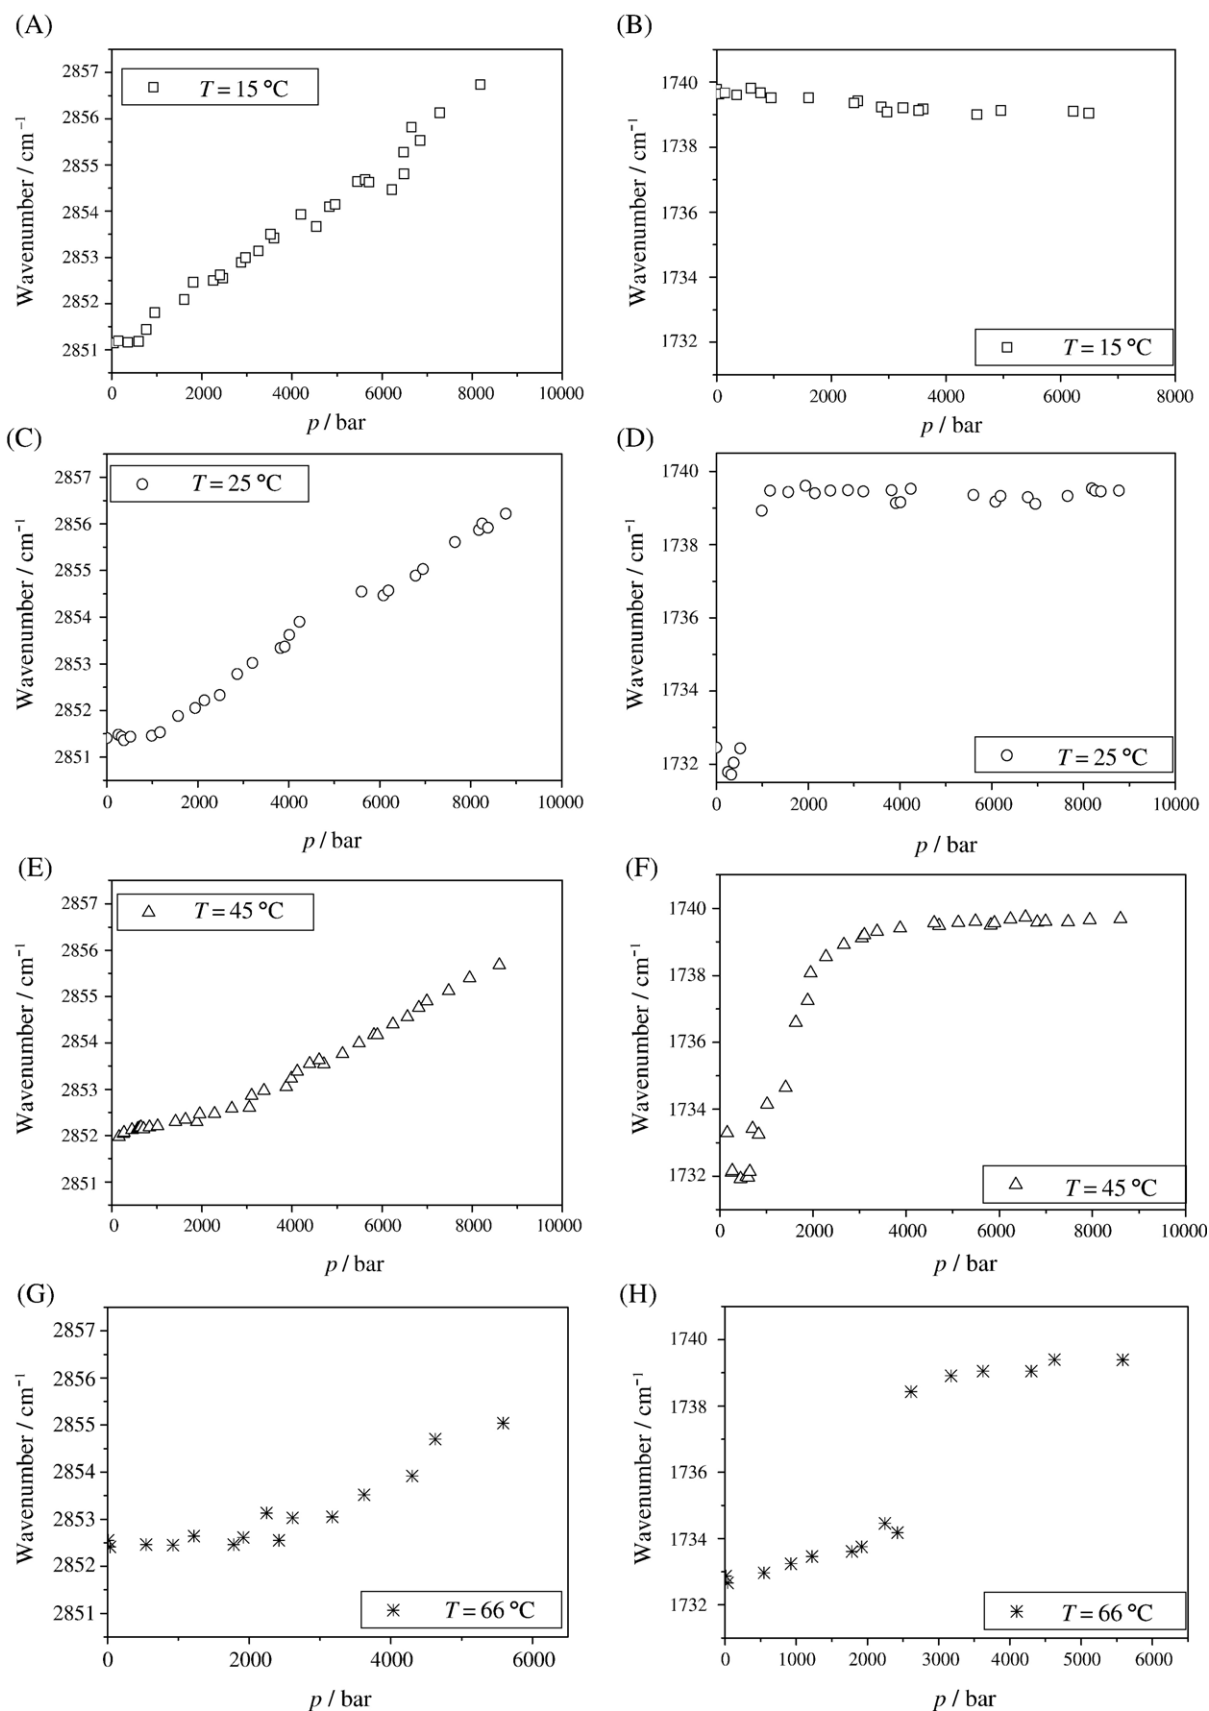 (A)
(B)
2857
2856
2855
2854
2853
2852
2851
Wavenumber / cm⁻¹
T = 15 °C
0
2000
4000
6000
8000
10000
p / bar
1740
1738
1736
1734
1732
Wavenumber / cm⁻¹
T = 15 °C
0
2000
4000
6000
8000
p / bar
(C)
(D)
2857
2856
2855
2854
2853
2852
2851
Wavenumber / cm⁻¹
T = 25 °C
0
2000
4000
6000
8000
10000
p / bar
1740
1738
1736
1734
1732
Wavenumber / cm⁻¹
T = 25 °C
0
2000
4000
6000
8000
10000
p / bar
(E)
(F)
2857
2856
2855
2854
2853
2852
2851
Wavenumber / cm⁻¹
T = 45 °C
0
2000
4000
6000
8000
10000
p / bar
1740
1738
1736
1734
1732
Wavenumber / cm⁻¹
T = 45 °C
0
2000
4000
6000
8000
10000
p / bar
(G)
(H)
2857
2856
2855
2854
2853
2852
2851
Wavenumber / cm⁻¹
T = 66 °C
0
2000
4000
6000
p / bar
1740
1738
1736
1734
1732
Wavenumber / cm⁻¹
T = 66 °C
0
1000
2000
3000
4000
5000
6000
p / bar